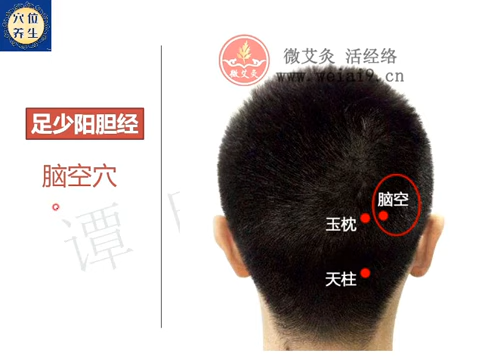 穴位
养生
微艾灸 活经络
www.weiai9.cn
微艾灸
足少阳胆经
脑空穴
谭
脑空
玉枕
天柱